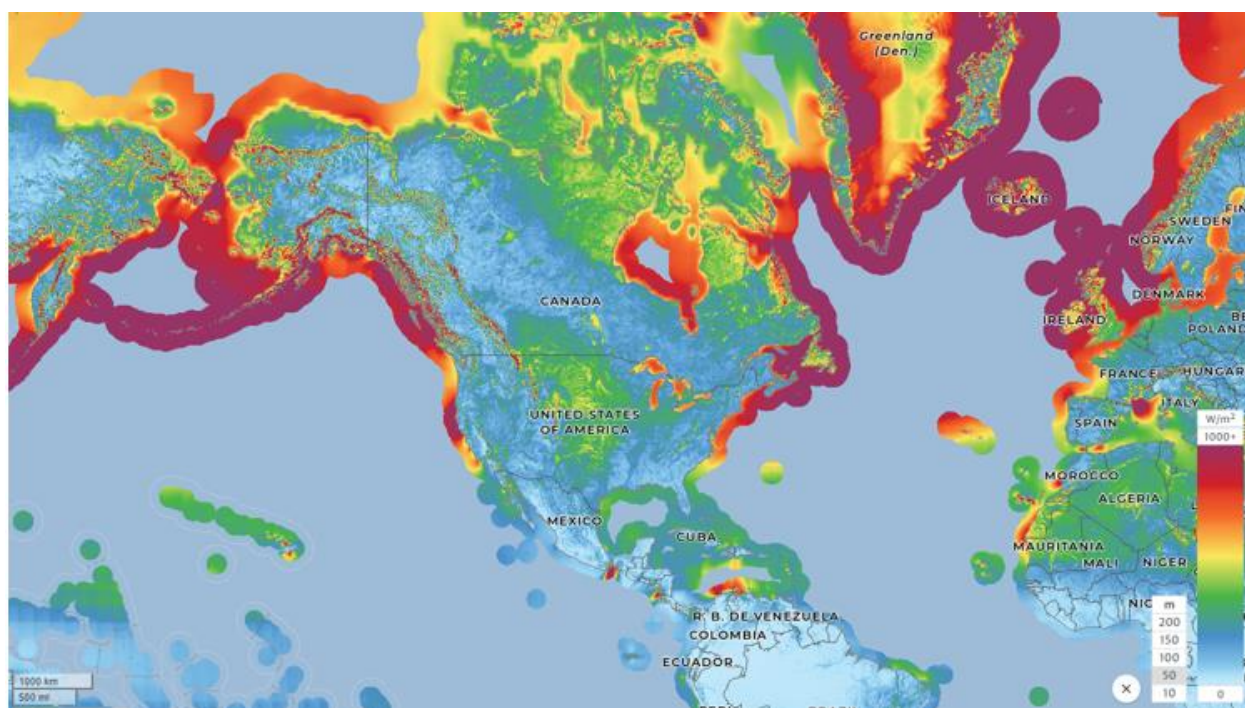 Greenland
(Den.)
ICELAND
SWEDEN
FIN
NORWAY
DENMARK
IRELAND
BE
POLAND
CANADA
FRANCE
HUNGAR
ITALY
UNITED STATES
OF AMERICA
SPAIN
W/m²
1000+
MOROCCO
ALGERIA
MEXICO
CUBA
MAURITANIA
MALI
NIGER
R. B. DE VENEZUELA
COLOMBIA
ECUADOR
NIG
m
200
150
100
50
10
0
1000 km
500 mi